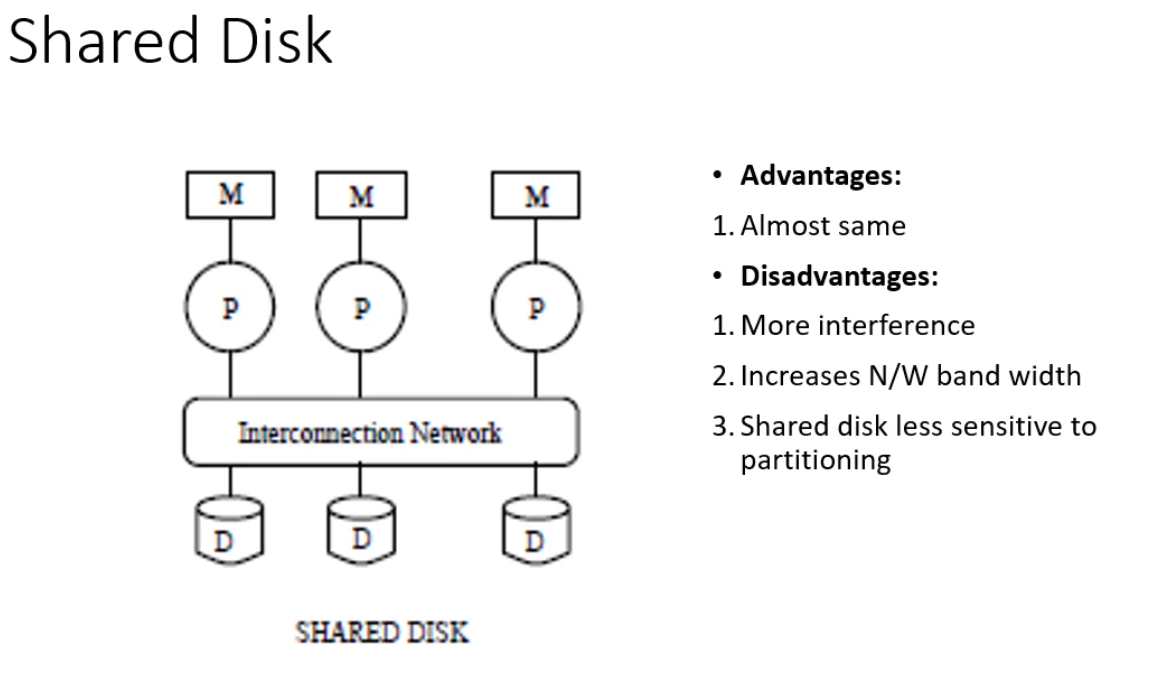 Shared Disk
M M M
P P P
Interconnection Network
D D D
SHARED DISK
• Advantages:
1. Almost same
• Disadvantages:
1. More interference
2. Increases N/W band width
3. Shared disk less sensitive to
partitioning